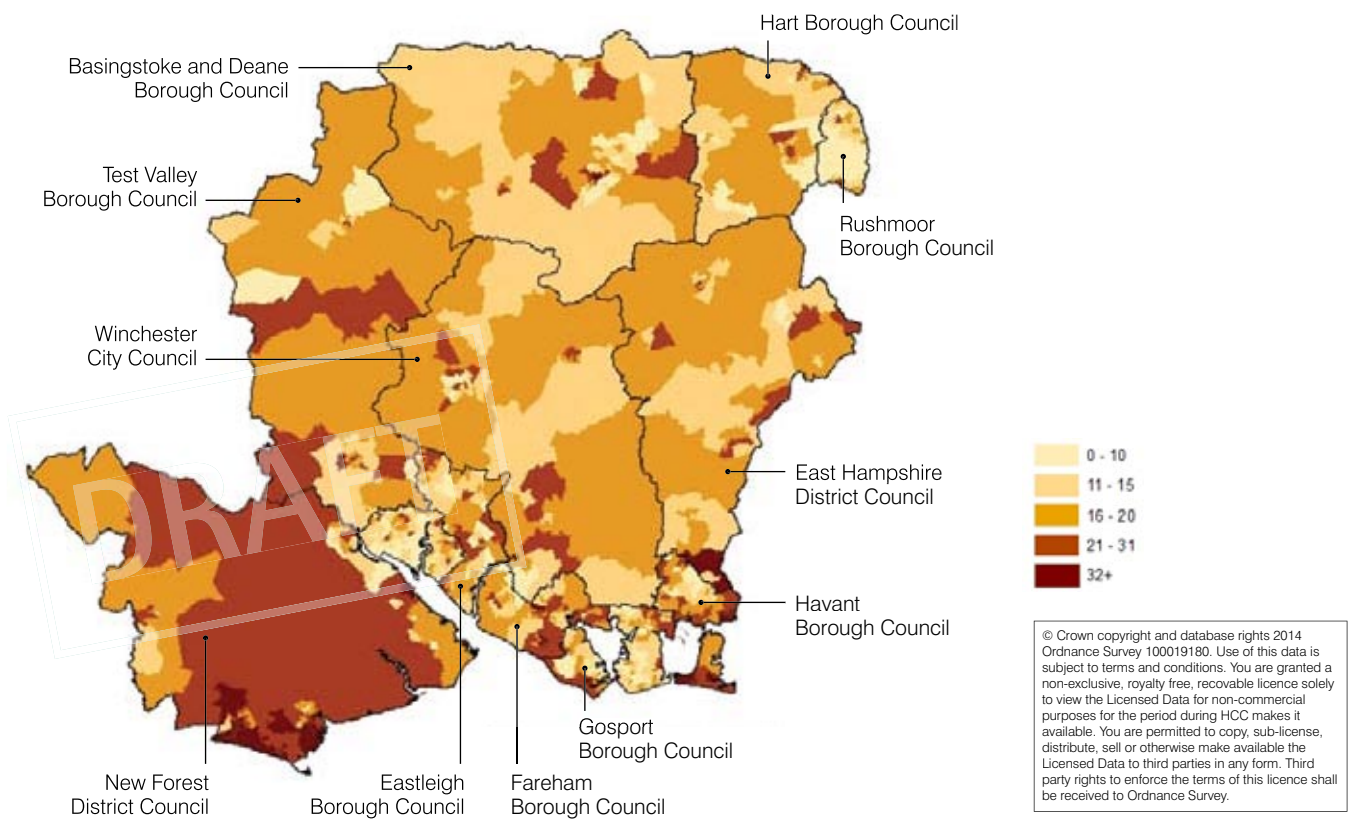 Hart Borough Council
Basingstoke and Deane
Borough Council
Test Valley
Borough Council
Rushmoor
Borough Council
Winchester
City Council
DRAFT
East Hampshire
District Council
0 - 10
11 - 15
16 - 20
21 - 31
32+
Havant
Borough Council
© Crown copyright and database rights 2014
Ordnance Survey 100019180. Use of this data is
subject to terms and conditions. You are granted a
non-exclusive, royalty free, recovable licence solely
to view the Licensed Data for non-commercial
purposes for the period during HCC makes it
available. You are permitted to copy, sub-license,
distribute, sell or otherwise make available the
Licensed Data to third parties in any form. Third
party rights to enforce the terms of this licence shall
be received to Ordnance Survey.
Gosport
Borough Council
New Forest
District Council
Eastleigh
Borough Council
Fareham
Borough Council